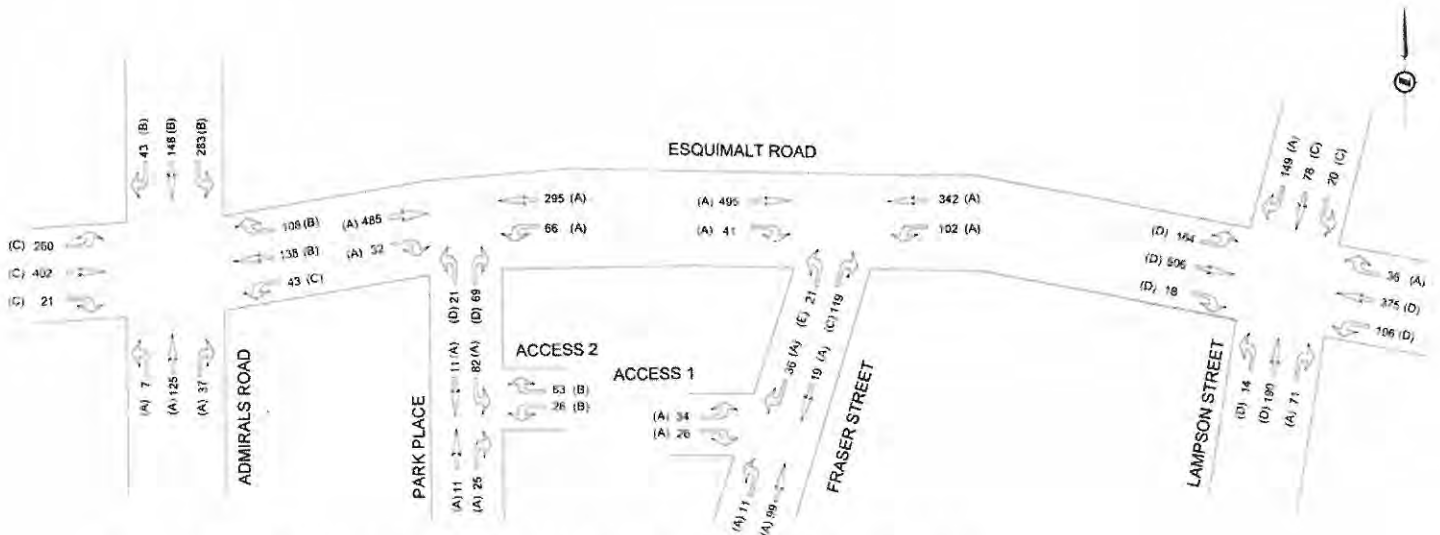 43 (B)
148 (B)
283 (B)
(C) 260
(C) 402
(C) 21
108 (B)
138 (B)
43 (C)
(A) 7
(A) 125
(A) 37
ADMIRALS ROAD
(A) 485
(A) 32
295 (A)
66 (A)
(D) 21
(D) 69
11 (A)
82 (A)
ACCESS 2
63 (B)
26 (B)
(A) 11
(A) 25
PARK PLACE
ESQUIMALT ROAD
(A) 495
(A) 41
342 (A)
102 (A)
(E) 21
(C) 119
36 (A)
19 (A)
ACCESS 1
(A) 34
(A) 26
(A) 11
(A) 99
FRASER STREET
149 (A)
78 (C)
20 (C)
(D) 164
(D) 506
(D) 18
36 (A)
375 (D)
(D) 14
(A) 71
LAMPSON STREET